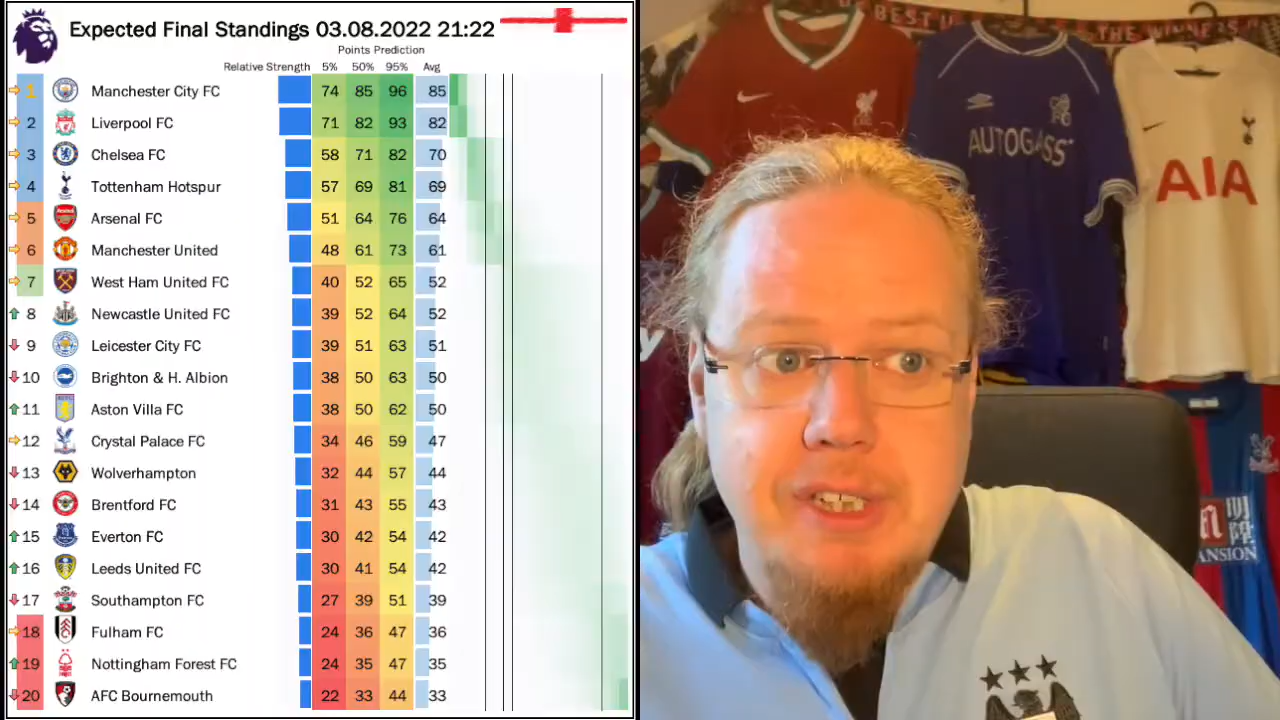 Expected Final Standings 03.08.2022 21:22
Points Prediction
Relative Strength 5% 50% 95% Avg
1 Manchester City FC 74 85 96 85
2 Liverpool FC 71 82 93 82
3 Chelsea FC 58 71 82 70
4 Tottenham Hotspur 57 69 81 69
5 Arsenal FC 51 64 76 64
6 Manchester United 48 61 73 61
7 West Ham United FC 40 52 65 52
8 Newcastle United FC 39 52 64 52
9 Leicester City FC 39 51 63 51
10 Brighton & H. Albion 38 50 63 50
11 Aston Villa FC 38 50 62 50
12 Crystal Palace FC 34 46 59 47
13 Wolverhampton 32 44 57 44
14 Brentford FC 31 43 55 43
15 Everton FC 30 42 54 42
16 Leeds United FC 30 41 54 42
17 Southampton FC 27 39 51 39
18 Fulham FC 24 36 47 36
19 Nottingham Forest FC 24 35 47 35
20 AFC Bournemouth 22 33 44 33
BEST
THE WINNE
AUTOGLASS
AIA
ANSION